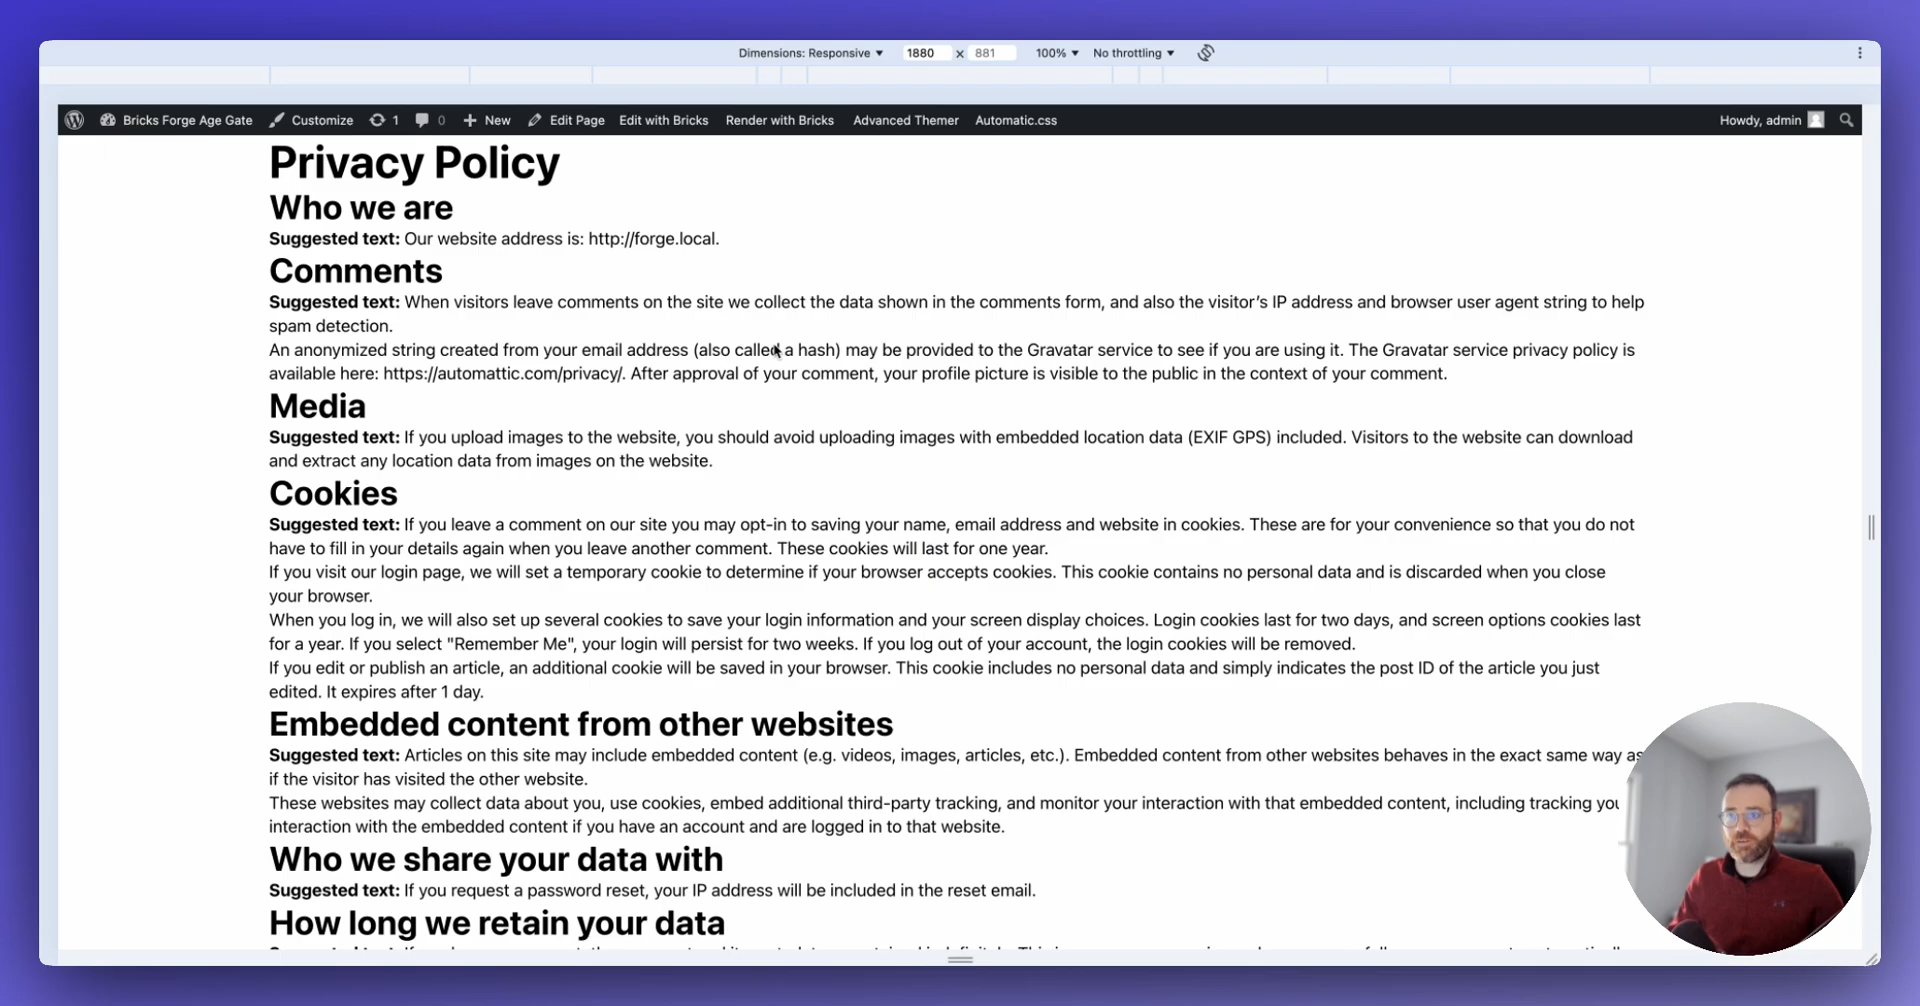 Dimensions: Responsive 1880 x 881 100% No throttling
Bricks Forge Age Gate Customize 1 0 New Edit Page Edit with Bricks Render with Bricks Advanced Themer Automatic.css Howdy, admin
Privacy Policy
Who we are
Suggested text: Our website address is: http://forge.local.
Comments
Suggested text: When visitors leave comments on the site we collect the data shown in the comments form, and also the visitor’s IP address and browser user agent string to help
spam detection.
An anonymized string created from your email address (also called a hash) may be provided to the Gravatar service to see if you are using it. The Gravatar service privacy policy is
available here: https://automattic.com/privacy/. After approval of your comment, your profile picture is visible to the public in the context of your comment.
Media
Suggested text: If you upload images to the website, you should avoid uploading images with embedded location data (EXIF GPS) included. Visitors to the website can download
and extract any location data from images on the website.
Cookies
Suggested text: If you leave a comment on our site you may opt-in to saving your name, email address and website in cookies. These are for your convenience so that you do not
have to fill in your details again when you leave another comment. These cookies will last for one year.
If you visit our login page, we will set a temporary cookie to determine if your browser accepts cookies. This cookie contains no personal data and is discarded when you close
your browser.
When you log in, we will also set up several cookies to save your login information and your screen display choices. Login cookies last for two days, and screen options cookies last
for a year. If you select "Remember Me", your login will persist for two weeks. If you log out of your account, the login cookies will be removed.
If you edit or publish an article, an additional cookie will be saved in your browser. This cookie includes no personal data and simply indicates the post ID of the article you just
edited. It expires after 1 day.
Embedded content from other websites
Suggested text: Articles on this site may include embedded content (e.g. videos, images, articles, etc.). Embedded content from other websites behaves in the exact same way as
if the visitor has visited the other website.
These websites may collect data about you, use cookies, embed additional third-party tracking, and monitor your interaction with that embedded content, including tracking you
interaction with the embedded content if you have an account and are logged in to that website.
Who we share your data with
Suggested text: If you request a password reset, your IP address will be included in the reset email.
How long we retain your data